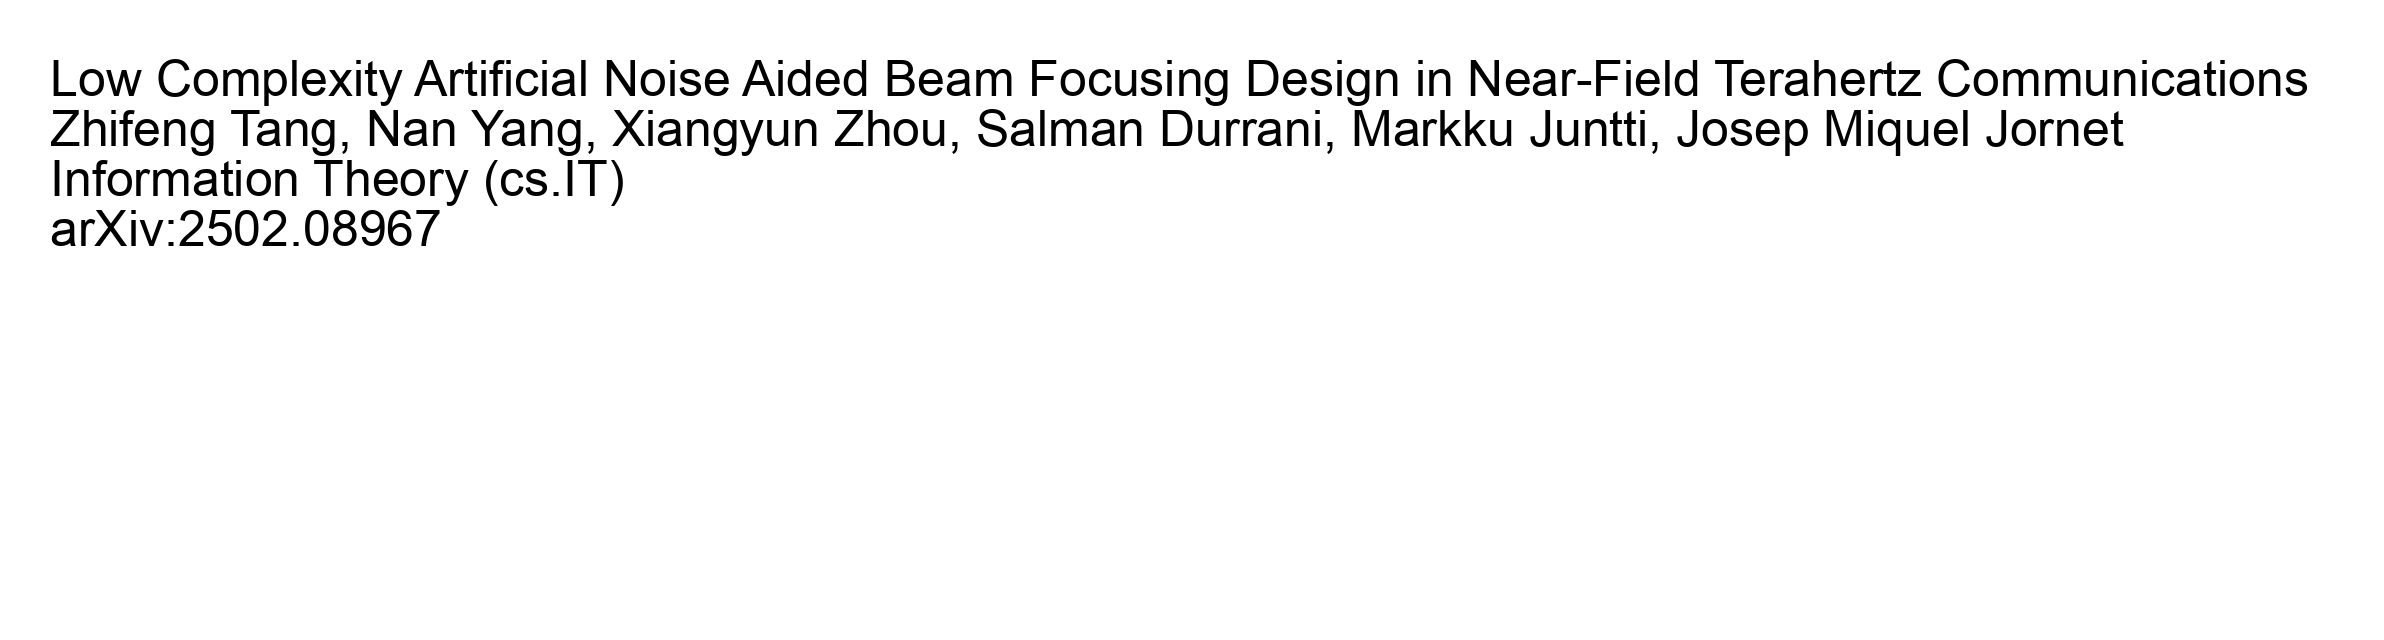 Low Complexity Artificial Noise Aided Beam Focusing Design in Near-Field Terahertz Communications
Zhifeng Tang, Nan Yang, Xiangyun Zhou, Salman Durrani, Markku Juntti, Josep Miquel Jornet
Information Theory (cs.IT)
arXiv:2502.08967